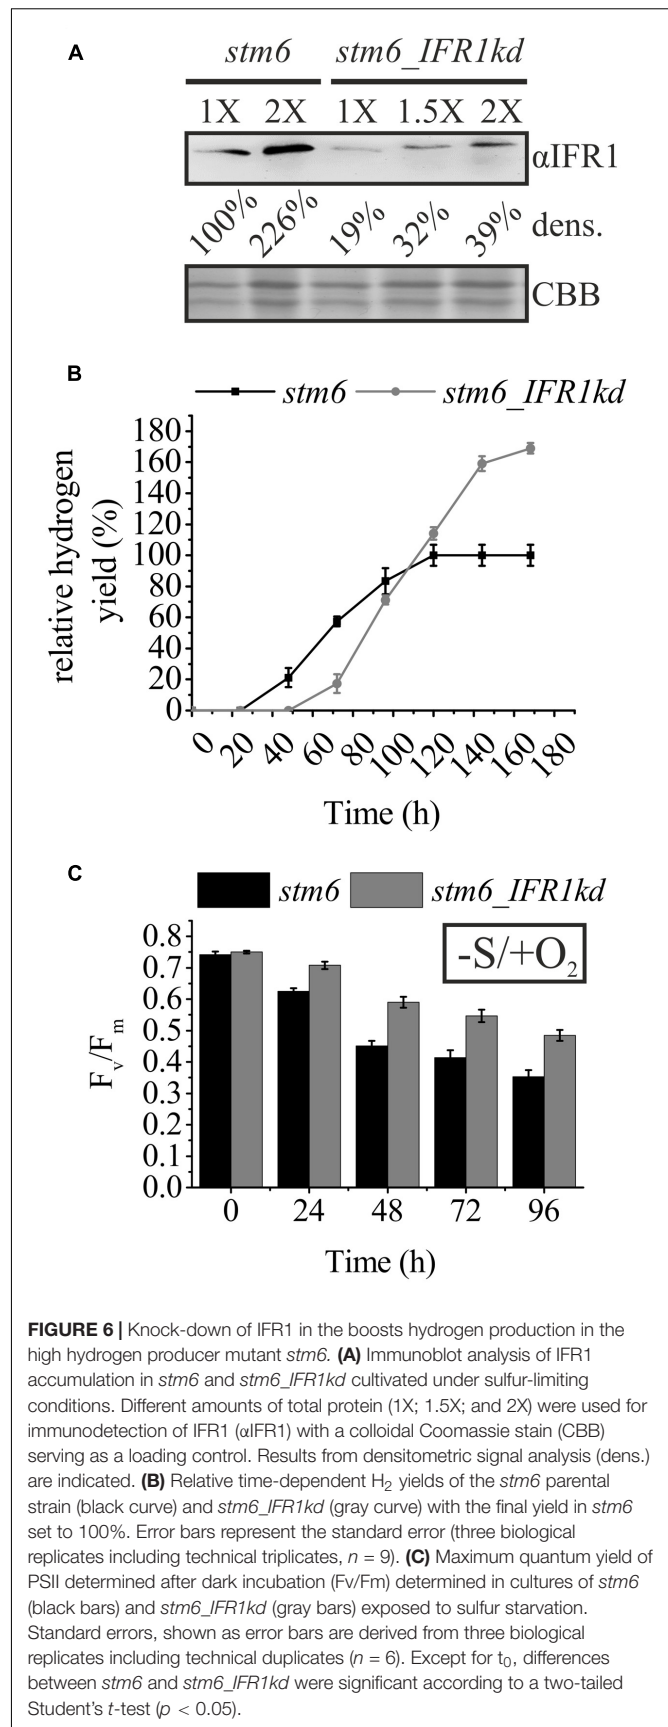 A
stm6 stm6_IFR1kd
1X 2X 1X 1.5X 2X
αIFR1
100% 226% 19% 32% 39% dens.
CBB
B
stm6 stm6_IFR1kd
relative hydrogen
yield (%)
180
160
140
120
100
80
60
40
20
0
0 20 40 60 80 100 120 140 160 180
Time (h)
C
stm6 stm6_IFR1kd
-S/+O₂
Fv/Fm
0.8
0.7
0.6
0.5
0.4
0.3
0.2
0.1
0.0
0 24 48 72 96
Time (h)
FIGURE 6 | Knock-down of IFR1 in the boosts hydrogen production in the
high hydrogen producer mutant stm6. (A) Immunoblot analysis of IFR1
accumulation in stm6 and stm6_IFR1kd cultivated under sulfur-limiting
conditions. Different amounts of total protein (1X; 1.5X; and 2X) were used for
immunodetection of IFR1 (αIFR1) with a colloidal Coomassie stain (CBB)
serving as a loading control. Results from densitometric signal analysis (dens.)
are indicated. (B) Relative time-dependent H₂ yields of the stm6 parental
strain (black curve) and stm6_IFR1kd (gray curve) with the final yield in stm6
set to 100%. Error bars represent the standard error (three biological
replicates including technical triplicates, n = 9). (C) Maximum quantum yield of
PSII determined after dark incubation (Fv/Fm) determined in cultures of stm6
(black bars) and stm6_IFR1kd (gray bars) exposed to sulfur starvation.
Standard errors, shown as error bars are derived from three biological
replicates including technical duplicates (n = 6). Except for t₀, differences
between stm6 and stm6_IFR1kd were significant according to a two-tailed
Student's t-test (p < 0.05).